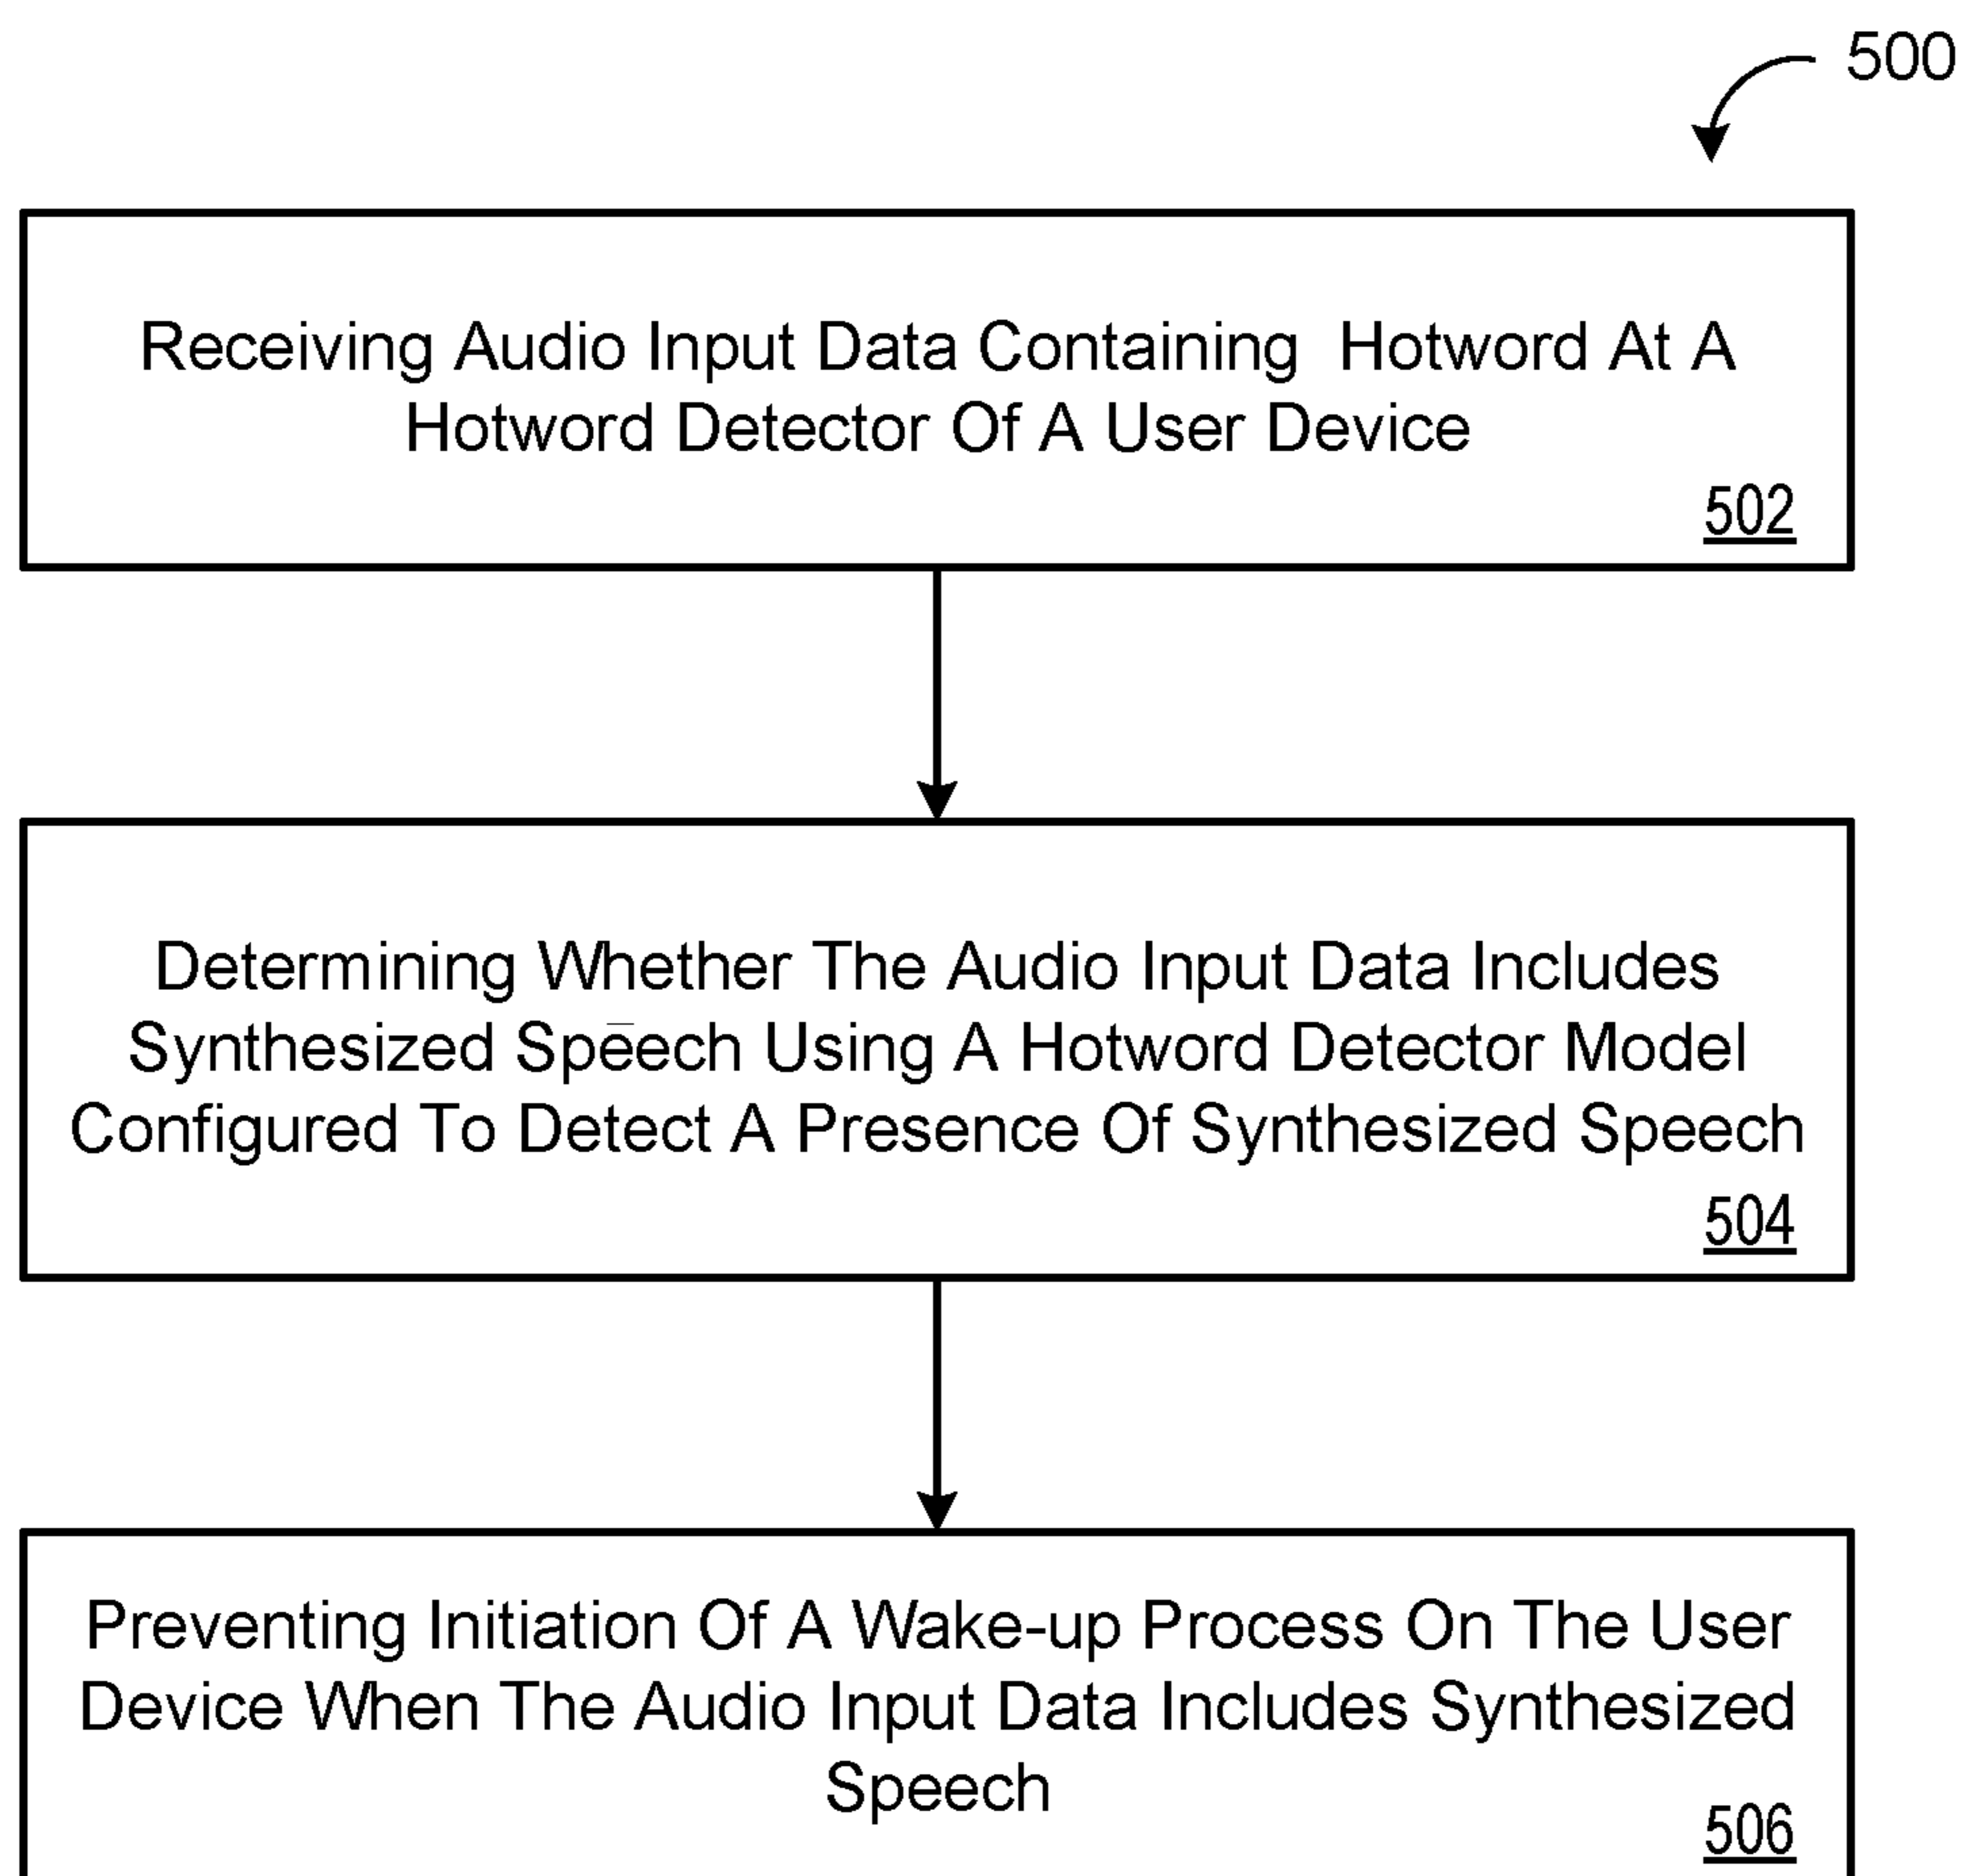 500
Receiving Audio Input Data Containing Hotword At A
Hotword Detector Of A User Device
502
Determining Whether The Audio Input Data Includes
Synthesized Speech Using A Hotword Detector Model
Configured To Detect A Presence Of Synthesized Speech
504
Preventing Initiation Of A Wake-up Process On The User
Device When The Audio Input Data Includes Synthesized
Speech
506